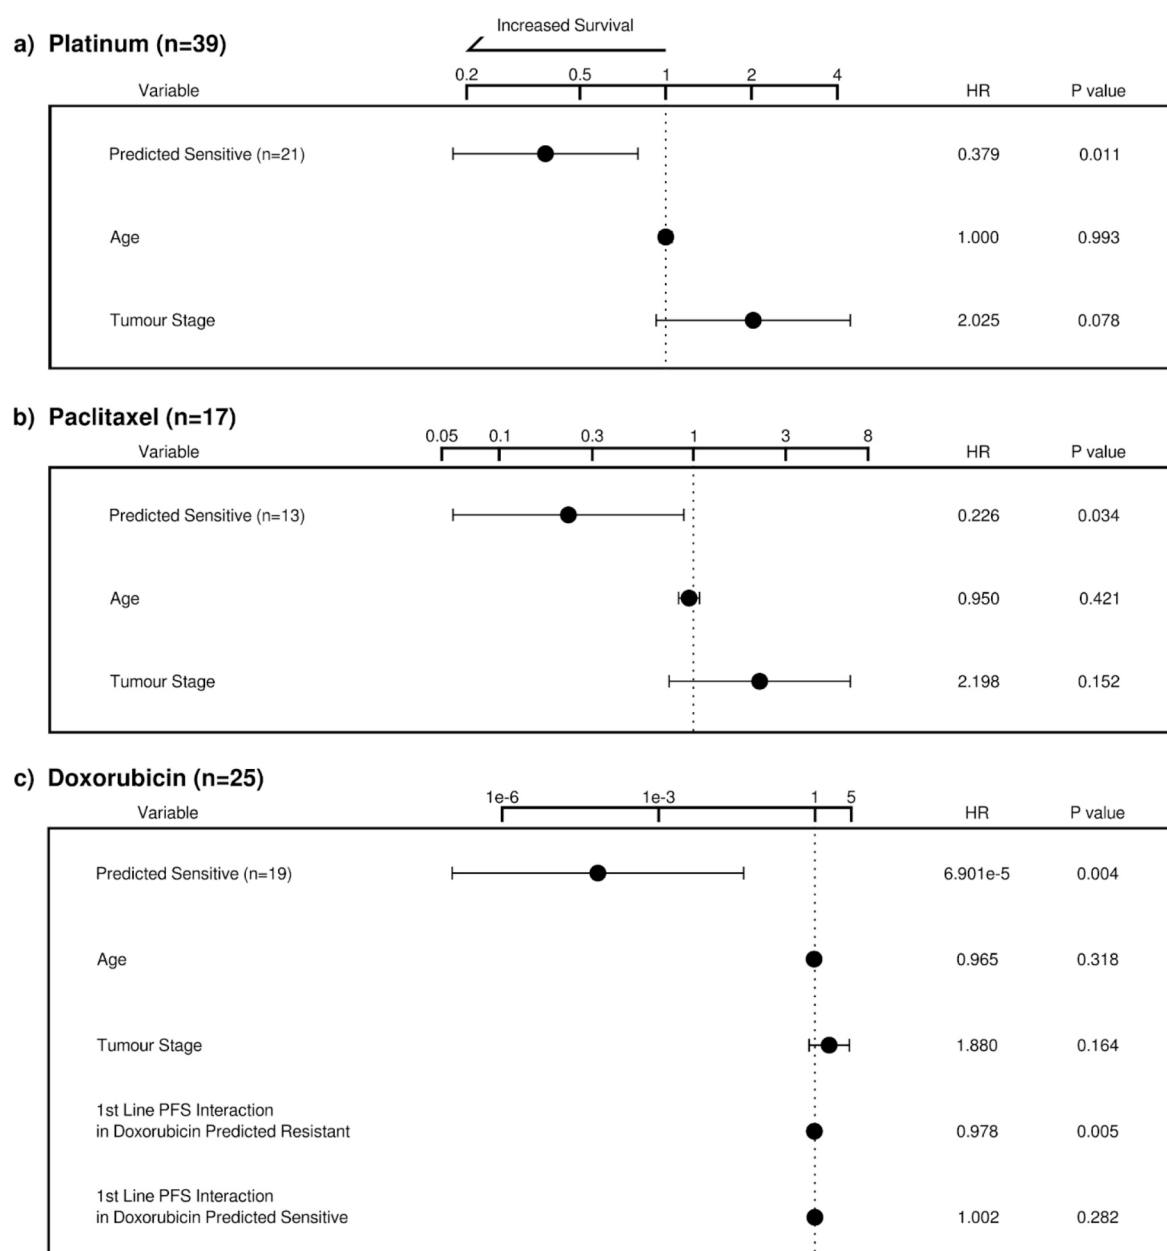 Increased Survival
a) Platinum (n=39)
0.2 0.5 1 2 4
Variable HR P value
Predicted Sensitive (n=21) 0.379 0.011
Age 1.000 0.993
Tumour Stage 2.025 0.078
b) Paclitaxel (n=17)
0.05 0.1 0.3 1 3 8
Variable HR P value
Predicted Sensitive (n=13) 0.226 0.034
Age 0.950 0.421
Tumour Stage 2.198 0.152
c) Doxorubicin (n=25)
1e-6 1e-3 1 5
Variable HR P value
Predicted Sensitive (n=19) 6.901e-5 0.004
Age 0.965 0.318
Tumour Stage 1.880 0.164
1st Line PFS Interaction
in Doxorubicin Predicted Resistant 0.978 0.005
1st Line PFS Interaction
in Doxorubicin Predicted Sensitive 1.002 0.282